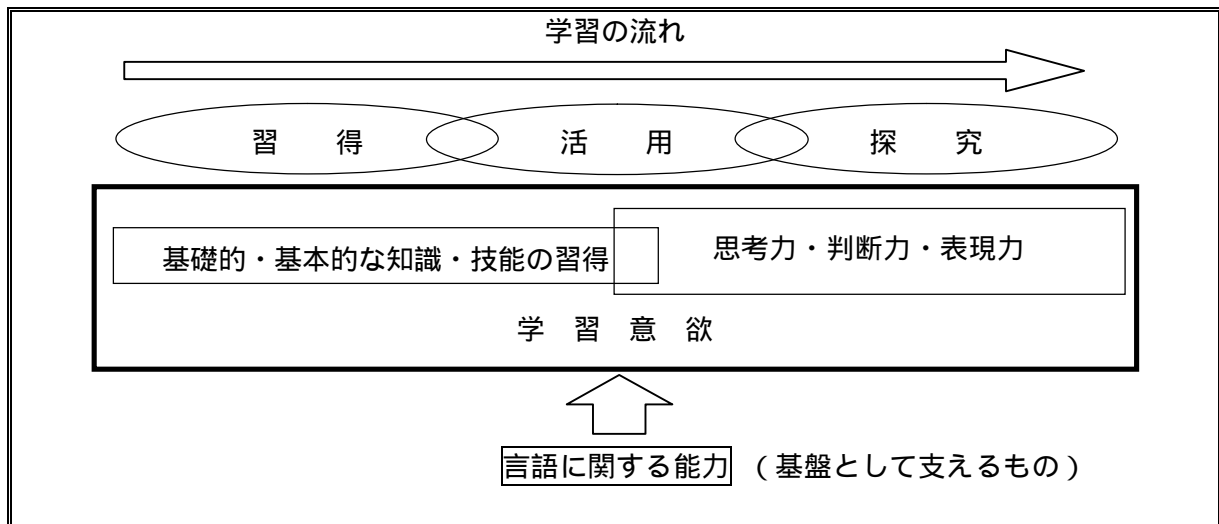 学習の流れ
習 得 活 用 探 究
基礎的・基本的な知識・技能の習得 思考力・判断力・表現力
学 習 意 欲
言語に関する能力 (基盤として支えるもの)